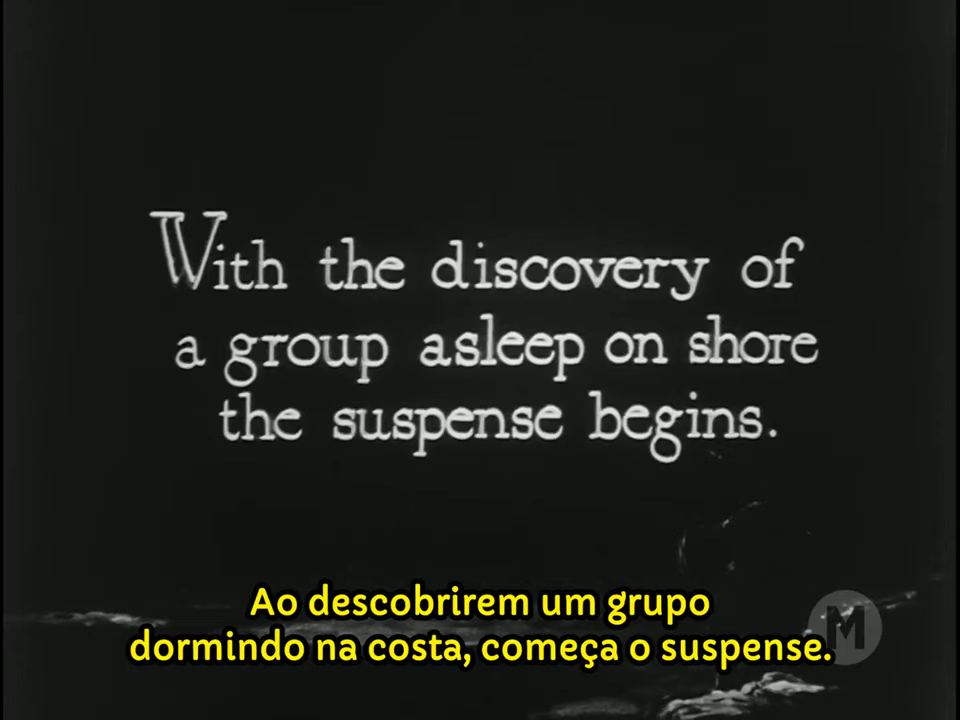 With the discovery of
a group asleep on shore
the suspense begins.
Ao descobrirem um grupo
dormindo na costa, começa o suspense.
M